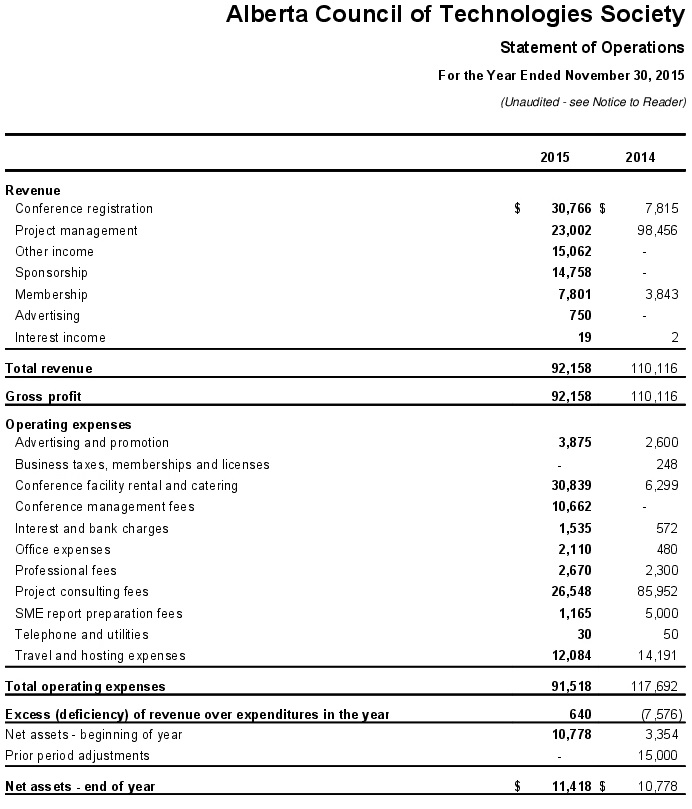 Alberta Council of Technologies Society
Statement of Operations
For the Year Ended November 30, 2015
(Unaudited - see Notice to Reader)
2015 2014
Revenue
Conference registration $ 30,766 $ 7,815
Project management 23,002 98,456
Other income 15,062 -
Sponsorship 14,758 -
Membership 7,801 3,843
Advertising 750 -
Interest income 19 2
Total revenue 92,158 110,116
Gross profit 92,158 110,116
Operating expenses
Advertising and promotion 3,875 2,600
Business taxes, memberships and licenses - 248
Conference facility rental and catering 30,839 6,299
Conference management fees 10,662 -
Interest and bank charges 1,535 572
Office expenses 2,110 480
Professional fees 2,670 2,300
Project consulting fees 26,548 85,952
SME report preparation fees 1,165 5,000
Telephone and utilities 30 50
Travel and hosting expenses 12,084 14,191
Total operating expenses 91,518 117,692
Excess (deficiency) of revenue over expenditures in the year 640 (7,576)
Net assets - beginning of year 10,778 3,354
Prior period adjustments - 15,000
Net assets - end of year $ 11,418 $ 10,778